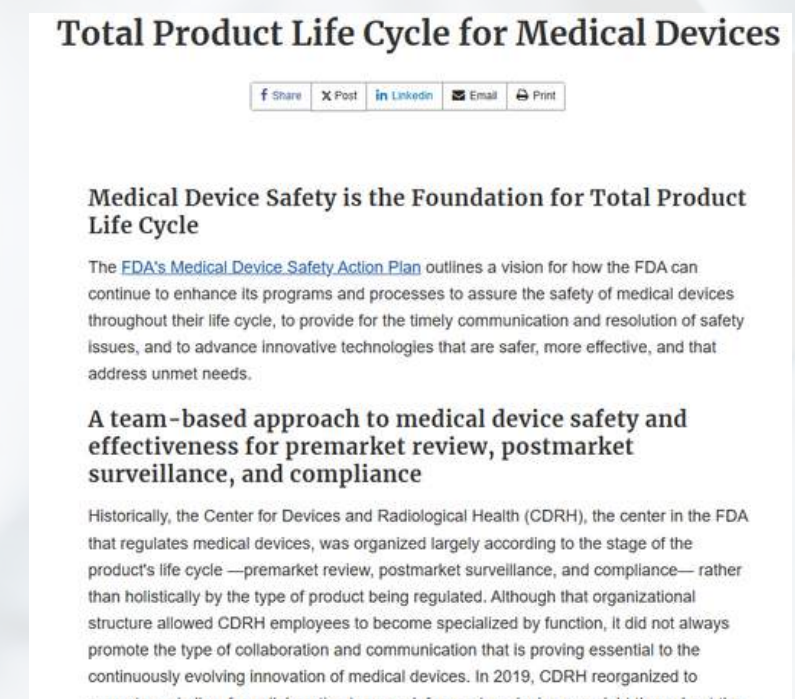 Total Product Life Cycle for Medical Devices
f Share X Post in Linkedin Email Print
Medical Device Safety is the Foundation for Total Product
Life Cycle
The FDA's Medical Device Safety Action Plan outlines a vision for how the FDA can
continue to enhance its programs and processes to assure the safety of medical devices
throughout their life cycle, to provide for the timely communication and resolution of safety
issues, and to advance innovative technologies that are safer, more effective, and that
address unmet needs.
A team-based approach to medical device safety and
effectiveness for premarket review, postmarket
surveillance, and compliance
Historically, the Center for Devices and Radiological Health (CDRH), the center in the FDA
that regulates medical devices, was organized largely according to the stage of the
product's life cycle —premarket review, postmarket surveillance, and compliance— rather
than holistically by the type of product being regulated. Although that organizational
structure allowed CDRH employees to become specialized by function, it did not always
promote the type of collaboration and communication that is proving essential to the
continuously evolving innovation of medical devices. In 2019, CDRH reorganized to